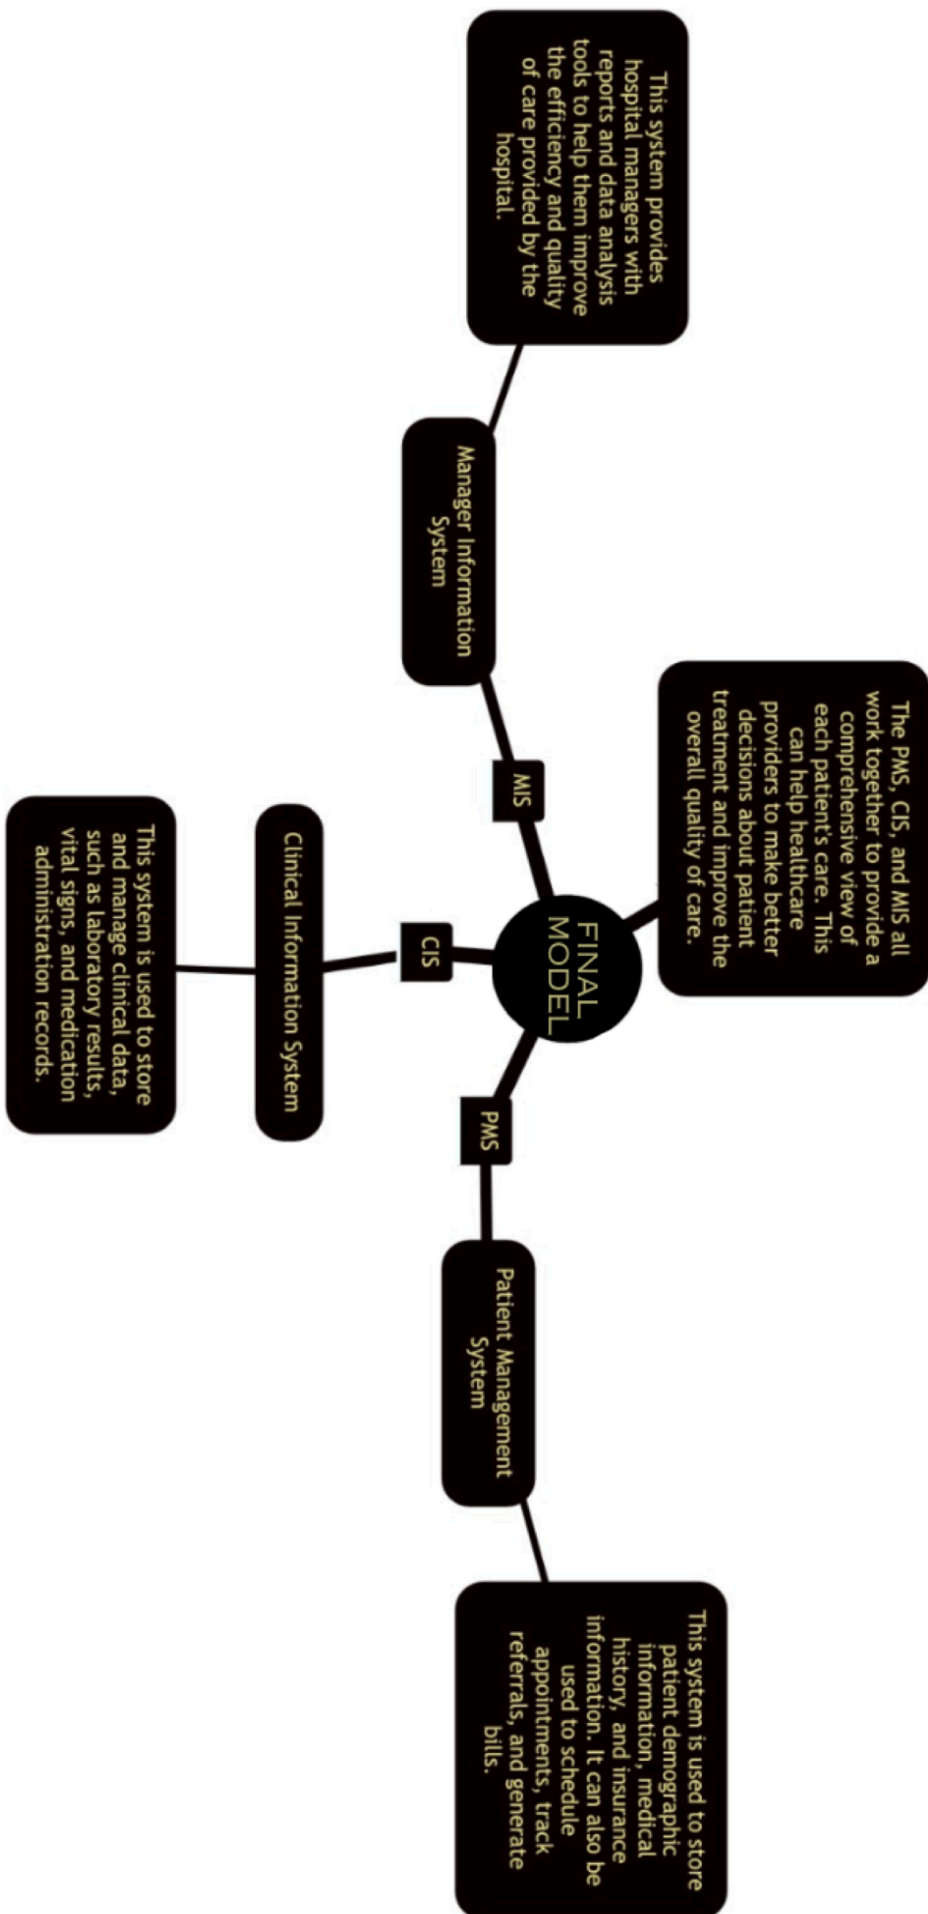 The PMS, CIS, and MIS all
work together to provide a
comprehensive view of
each patient's care. This
can help healthcare
providers to make better
decisions about patient
treatment and improve the
overall quality of care.
This system provides
hospital managers with
reports and data analysis
tools to help them improve
the efficiency and quality
of care provided by the
hospital.
Manager Information
System
MIS
FINAL
MODEL
PMS
Patient Management
System
This system is used to store
patient demographic
information, medical
history, and insurance
information. It can also be
used to schedule
appointments, track
referrals, and generate
bills.
CIS
Clinical Information System
This system is used to store
and manage clinical data,
such as laboratory results,
vital signs, and medication
administration records.